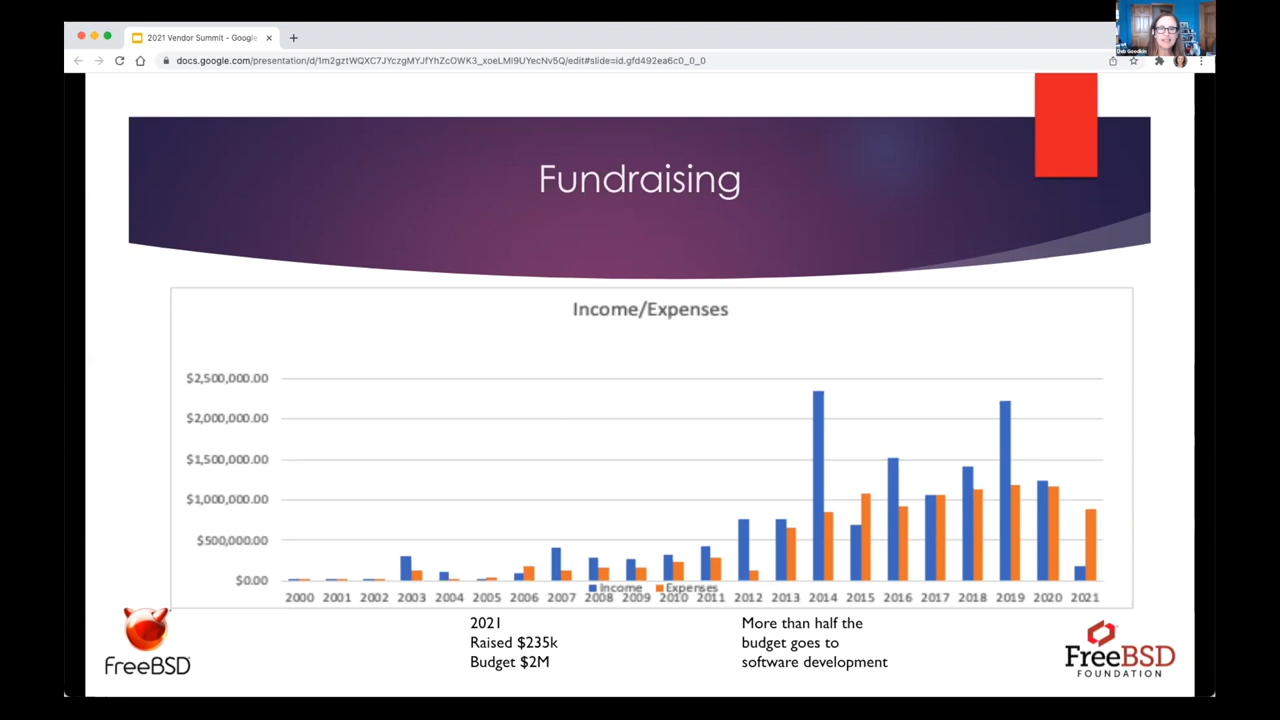 2021 Vendor Summit - Google
docs.google.com/presentation/d/1m2gztWQXC7JYczgMYJfYhZcOWK3_xoeLMI9UYecNv5Q/edit#slide=id.gfd492ea6c0_0_0
Deb Goodkin
Fundraising
Income/Expenses
$2,500,000.00
$2,000,000.00
$1,500,000.00
$1,000,000.00
$500,000.00
$0.00
Income Expenses
2000 2001 2002 2003 2004 2005 2006 2007 2008 2009 2010 2011 2012 2013 2014 2015 2016 2017 2018 2019 2020 2021
2021
Raised $235k
Budget $2M
More than half the
budget goes to
software development
FreeBSD
FreeBSD
FOUNDATION